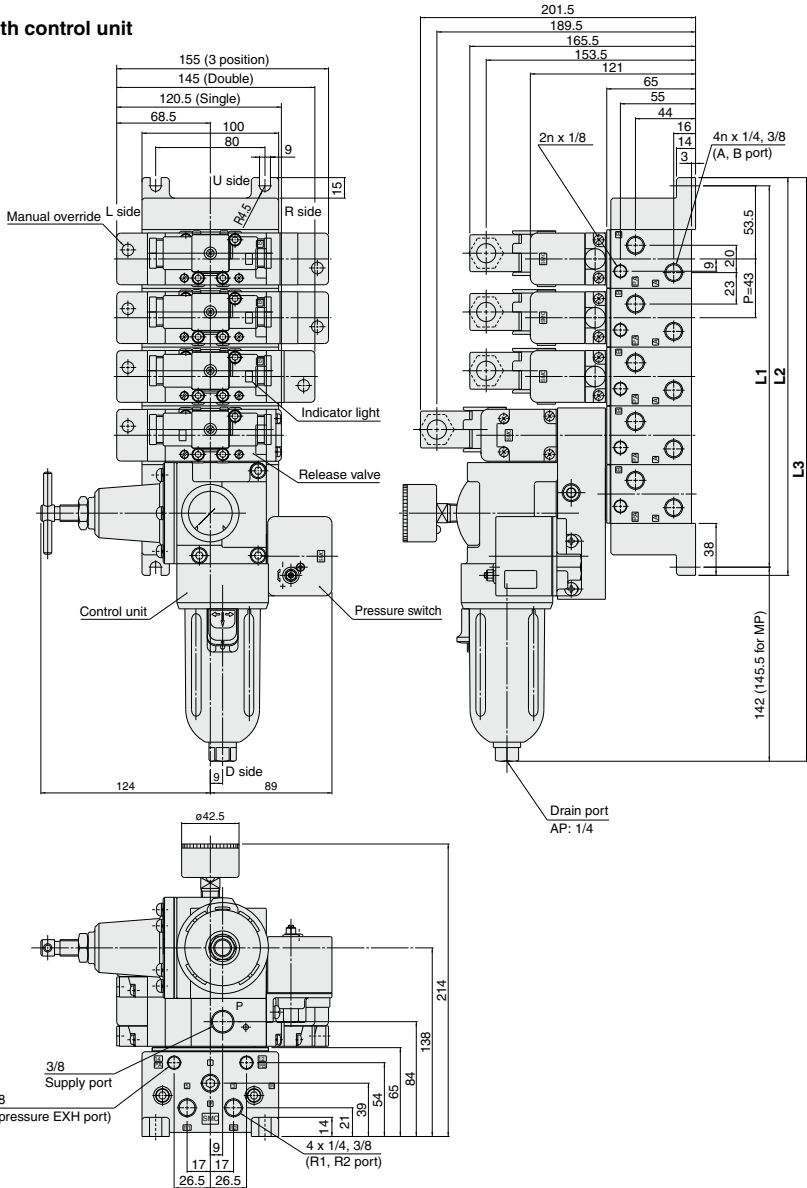 th control unit
201.5
189.5
165.5
153.5
121
65
55
44
16
14
3
2n x 1/8
4n x 1/4, 3/8
(A, B port)
155 (3 position)
145 (Double)
120.5 (Single)
68.5
100
80
9
15
U side
L side
R side
R4.5
Manual override
Indicator light
Release valve
Control unit
Pressure switch
D side
9
124
89
53.5
20
9
23
P=43
L1
L2
L3
38
142 (145.5 for MP)
Drain port
AP: 1/4
ø42.5
P
214
138
84
65
54
39
21
14
3/8
Supply port
8
pressure EXH port)
SMC
9
17
17
26.5
26.5
4 x 1/4, 3/8
(R1, R2 port)